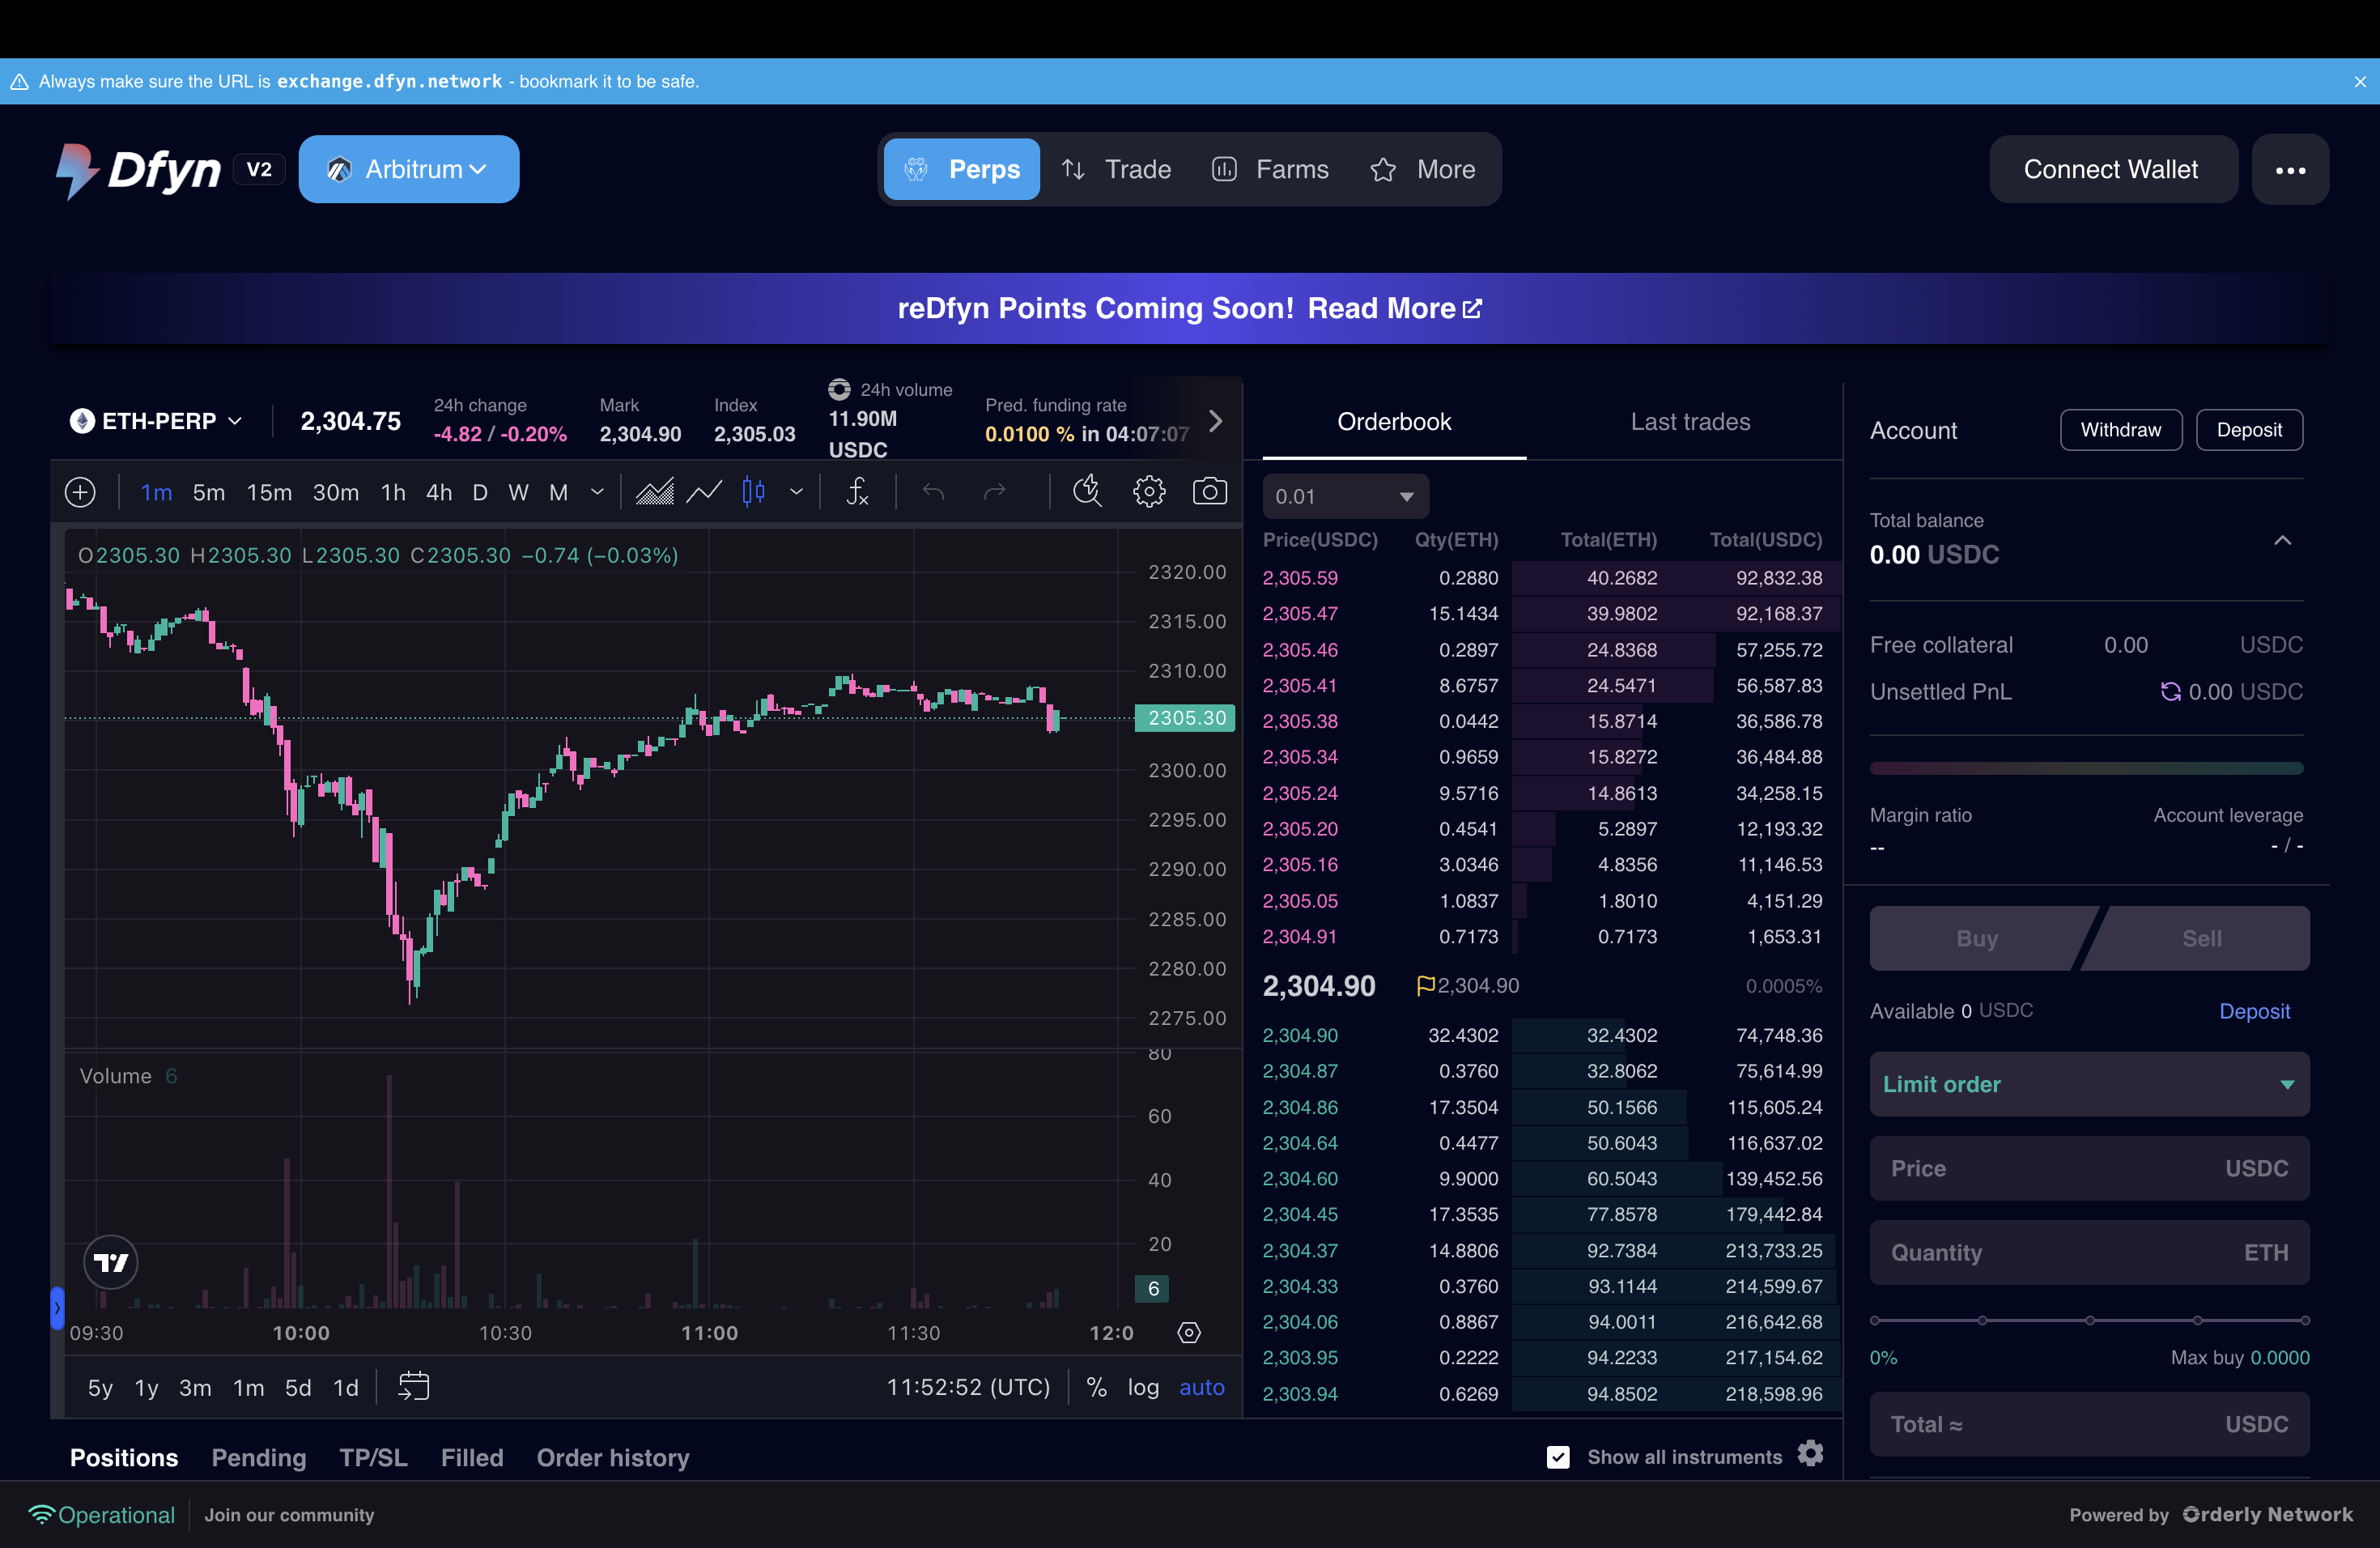 Always make sure the URL is exchange.dfyn.network - bookmark it to be safe.
Dfyn V2 Arbitrum
Perps Trade Farms More
Connect Wallet
reDfyn Points Coming Soon! Read More
ETH-PERP
2,304.75
24h change
-4.82 / -0.20%
Mark
2,304.90
Index
2,305.03
24h volume
11.90M
USDC
Pred. funding rate
0.0100 % in 04:07:07
1m 5m 15m 30m 1h 4h D W M
O2305.30 H2305.30 L2305.30 C2305.30 −0.74 (−0.03%)
2320.00
2315.00
2310.00
2305.30
2300.00
2295.00
2290.00
2285.00
2280.00
2275.00
Volume 6
80
60
40
20
6
09:30 10:00 10:30 11:00 11:30 12:0
5y 1y 3m 1m 5d 1d
11:52:52 (UTC) % log auto
Orderbook Last trades
0.01
Price(USDC) Qty(ETH) Total(ETH) Total(USDC)
2,305.59 0.2880 40.2682 92,832.38
2,305.47 15.1434 39.9802 92,168.37
2,305.46 0.2897 24.8368 57,255.72
2,305.41 8.6757 24.5471 56,587.83
2,305.38 0.0442 15.8714 36,586.78
2,305.34 0.9659 15.8272 36,484.88
2,305.24 9.5716 14.8613 34,258.15
2,305.20 0.4541 5.2897 12,193.32
2,305.16 3.0346 4.8356 11,146.53
2,305.05 1.0837 1.8010 4,151.29
2,304.91 0.7173 0.7173 1,653.31
2,304.90 2,304.90 0.0005%
2,304.90 32.4302 32.4302 74,748.36
2,304.87 0.3760 32.8062 75,614.99
2,304.86 17.3504 50.1566 115,605.24
2,304.64 0.4477 50.6043 116,637.02
2,304.60 9.9000 60.5043 139,452.56
2,304.45 17.3535 77.8578 179,442.84
2,304.37 14.8806 92.7384 213,733.25
2,304.33 0.3760 93.1144 214,599.67
2,304.06 0.8867 94.0011 216,642.68
2,303.95 0.2222 94.2233 217,154.62
2,303.94 0.6269 94.8502 218,598.96
Account Withdraw Deposit
Total balance
0.00 USDC
Free collateral 0.00 USDC
Unsettled PnL 0.00 USDC
Margin ratio Account leverage
-- - / -
Buy Sell
Available 0 USDC Deposit
Limit order
Price USDC
Quantity ETH
0% Max buy 0.0000
Total ≈ USDC
Positions Pending TP/SL Filled Order history
Show all instruments
Operational Join our community
Powered by Orderly Network